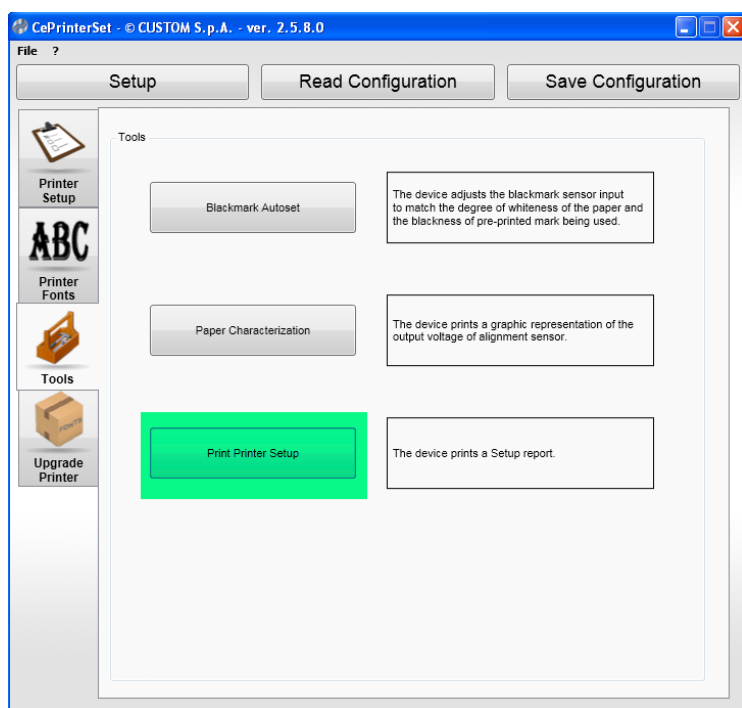 CePrinterSet - © CUSTOM S.p.A. - ver. 2.5.8.0
File ?
Setup
Read Configuration
Save Configuration
Printer
Setup
ABC
Printer
Fonts
Tools
FONTS
Upgrade
Printer
Tools
Blackmark Autoset
The device adjusts the blackmark sensor input
to match the degree of whiteness of the paper and
the blackness of pre-printed mark being used.
Paper Characterization
The device prints a graphic representation of the
output voltage of alignment sensor.
Print Printer Setup
The device prints a Setup report.